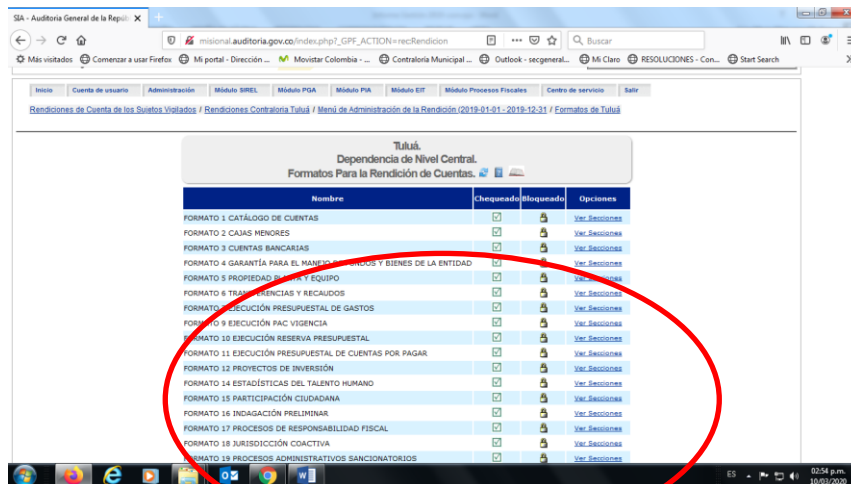 SIA - Auditoria General de la Repúb
misional.auditoria.gov.co/index.php?_GPF_ACTION=recRendicion
Buscar
Más visitados Comenzar a usar Firefox Mi portal - Dirección ... Movistar Colombia - ... Contraloría Municipal ... Outlook - secgeneral... Mi Claro RESOLUCIONES - Con... Start Search
Inicio Cuenta de usuario Administración Módulo SIREL Módulo PGA Módulo PIA Módulo EIT Módulo Procesos Fiscales Centro de servicio Salir
Rendiciones de Cuenta de los Sujetos Vigilados / Rendiciones Contraloria Tuluá / Menú de Administración de la Rendición (2019-01-01 - 2019-12-31 / Formatos de Tuluá
Tuluá.
Dependencia de Nivel Central.
Formatos Para la Rendición de Cuentas.
Nombre Chequeado Bloqueado Opciones
FORMATO 1 CATÁLOGO DE CUENTAS Ver Secciones
FORMATO 2 CAJAS MENORES Ver Secciones
FORMATO 3 CUENTAS BANCARIAS Ver Secciones
FORMATO 4 GARANTÍA PARA EL MANEJO DE FONDOS Y BIENES DE LA ENTIDAD Ver Secciones
FORMATO 5 PROPIEDAD PLANTA Y EQUIPO Ver Secciones
FORMATO 6 TRANSFERENCIAS Y RECAUDOS Ver Secciones
FORMATO 7 EJECUCIÓN PRESUPUESTAL DE GASTOS Ver Secciones
FORMATO 9 EJECUCIÓN PAC VIGENCIA Ver Secciones
FORMATO 10 EJECUCIÓN RESERVA PRESUPUESTAL Ver Secciones
FORMATO 11 EJECUCIÓN PRESUPUESTAL DE CUENTAS POR PAGAR Ver Secciones
FORMATO 12 PROYECTOS DE INVERSIÓN Ver Secciones
FORMATO 14 ESTADÍSTICAS DEL TALENTO HUMANO Ver Secciones
FORMATO 15 PARTICIPACIÓN CIUDADANA Ver Secciones
FORMATO 16 INDAGACIÓN PRELIMINAR Ver Secciones
FORMATO 17 PROCESOS DE RESPONSABILIDAD FISCAL Ver Secciones
FORMATO 18 JURISDICCIÓN COACTIVA Ver Secciones
FORMATO 19 PROCESOS ADMINISTRATIVOS SANCIONATORIOS Ver Secciones
ES 02:54 p.m.
10/03/2020